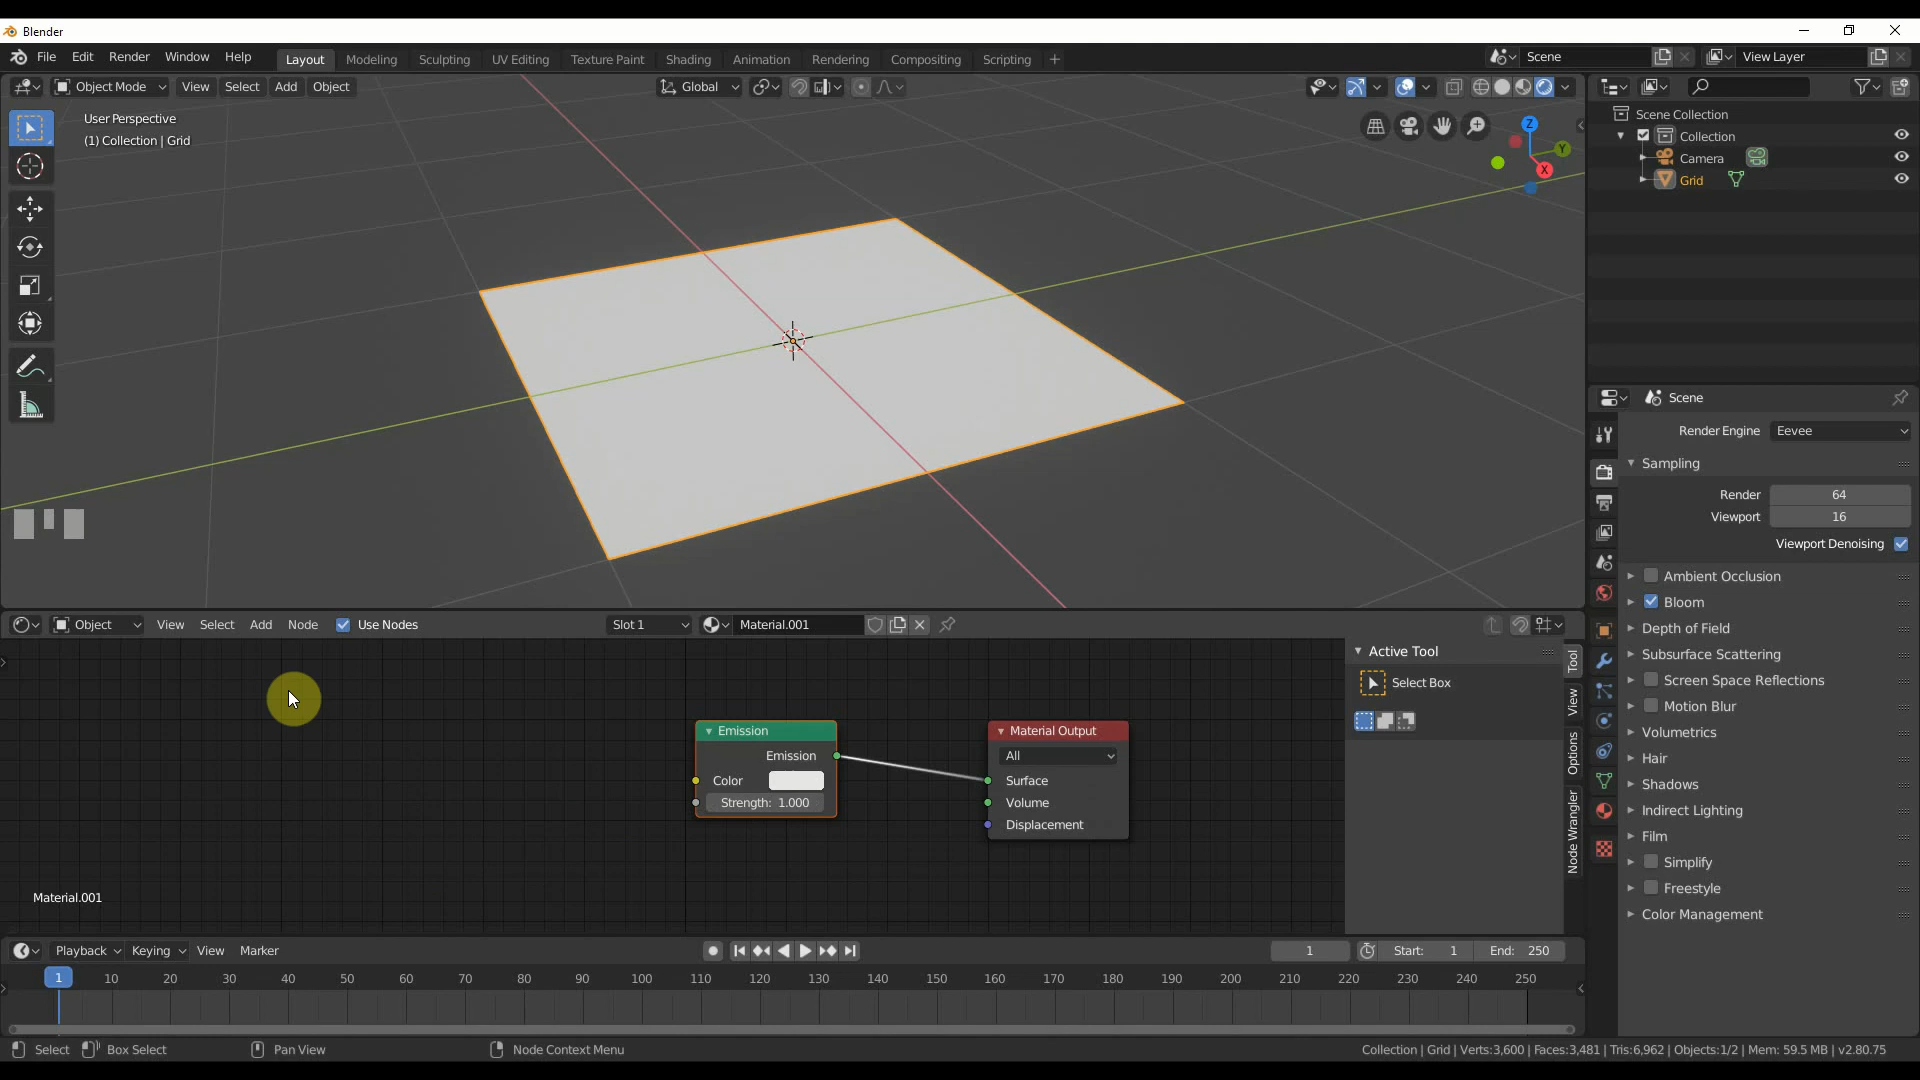 Blender
File Edit Render Window Help Layout Modeling Sculpting UV Editing Texture Paint Shading Animation Rendering Compositing Scripting + Scene View Layer
Object Mode View Select Add Object Global
User Perspective
(1) Collection | Grid
Z
Y
X
Scene Collection
Collection
Camera
Grid
Scene
Render Engine Eevee
Sampling
Render 64
Viewport 16
Viewport Denoising
Ambient Occlusion
Bloom
Depth of Field
Subsurface Scattering
Screen Space Reflections
Motion Blur
Volumetrics
Hair
Shadows
Indirect Lighting
Film
Simplify
Freestyle
Color Management
Object View Select Add Node Use Nodes Slot 1 Material.001
Active Tool
Select Box
Tool
View
Options
Node Wrangler
Emission
Emission
Color
Strength: 1.000
Material Output
All
Surface
Volume
Displacement
Material.001
Playback Keying View Marker 1 Start: 1 End: 250
1 10 20 30 40 50 60 70 80 90 100 110 120 130 140 150 160 170 180 190 200 210 220 230 240 250
Select Box Select Pan View Node Context Menu Collection | Grid | Verts:3,600 | Faces:3,481 | Tris:6,962 | Objects:1/2 | Mem: 59.5 MB | v2.80.75